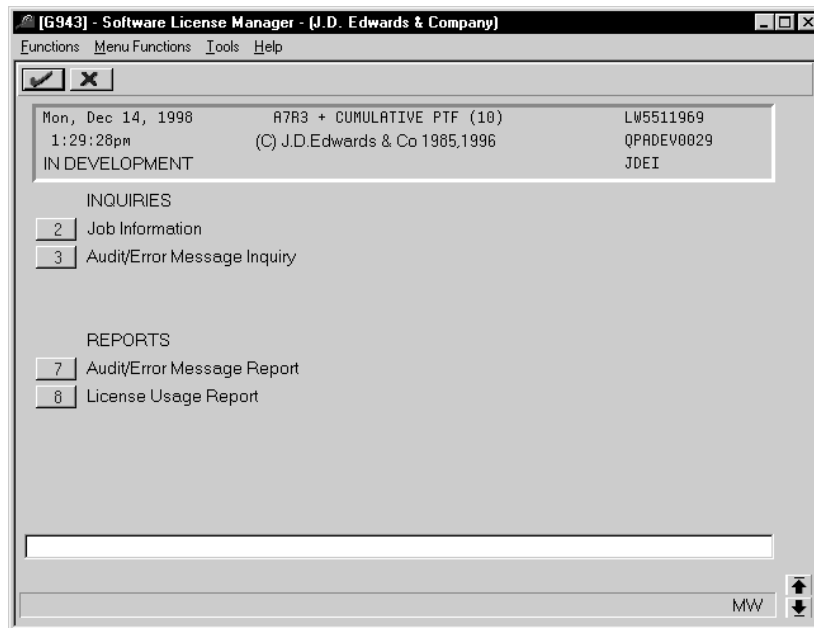 [G943] - Software License Manager - (J.D. Edwards & Company)
Functions Menu Functions Tools Help
Mon, Dec 14, 1998 A7R3 + CUMULATIVE PTF (10) LW5511969
1:29:28pm (C) J.D.Edwards & Co 1985,1996 QPADEV0029
IN DEVELOPMENT JDEI
INQUIRIES
2 Job Information
3 Audit/Error Message Inquiry
REPORTS
7 Audit/Error Message Report
8 License Usage Report
MW